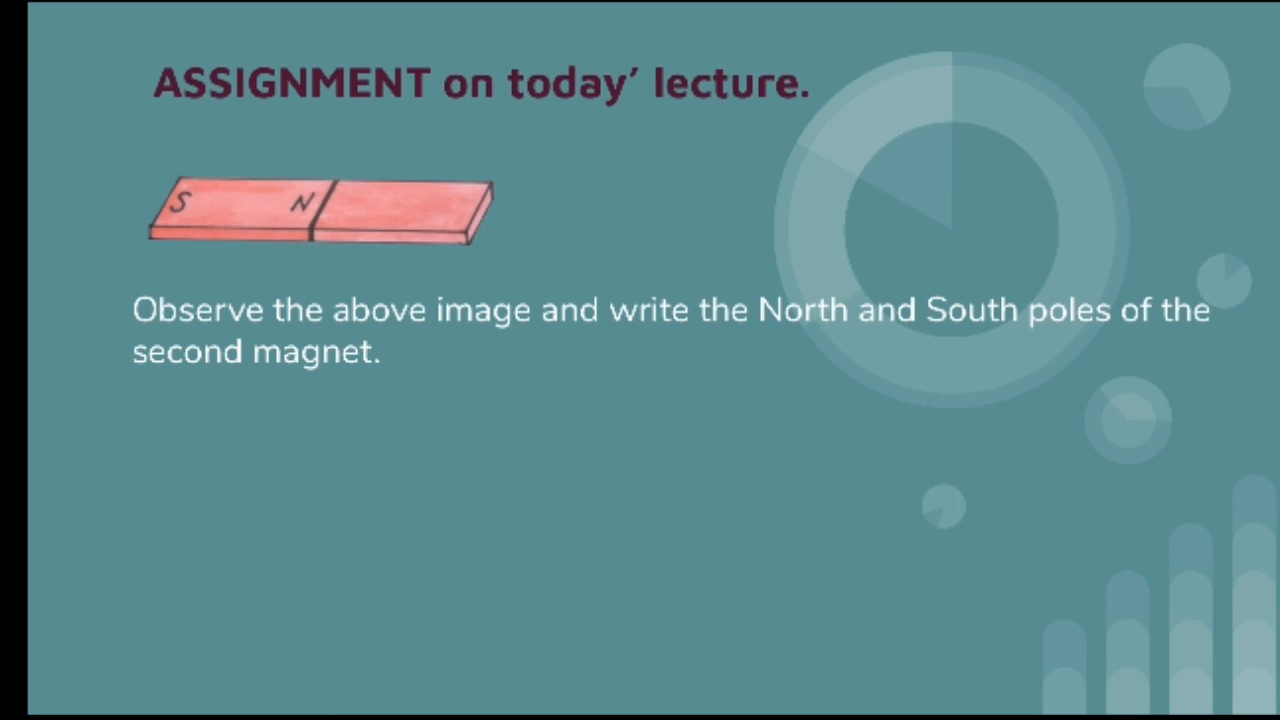 ASSIGNMENT on today’ lecture.
S N
Observe the above image and write the North and South poles of the
second magnet.